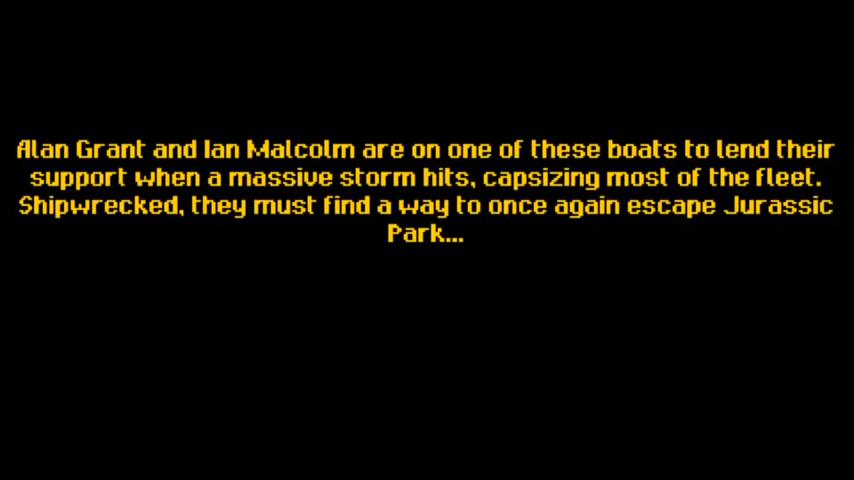 Alan Grant and Ian Malcolm are on one of these boats to lend their
support when a massive storm hits, capsizing most of the fleet.
Shipwrecked, they must find a way to once again escape Jurassic
Park...